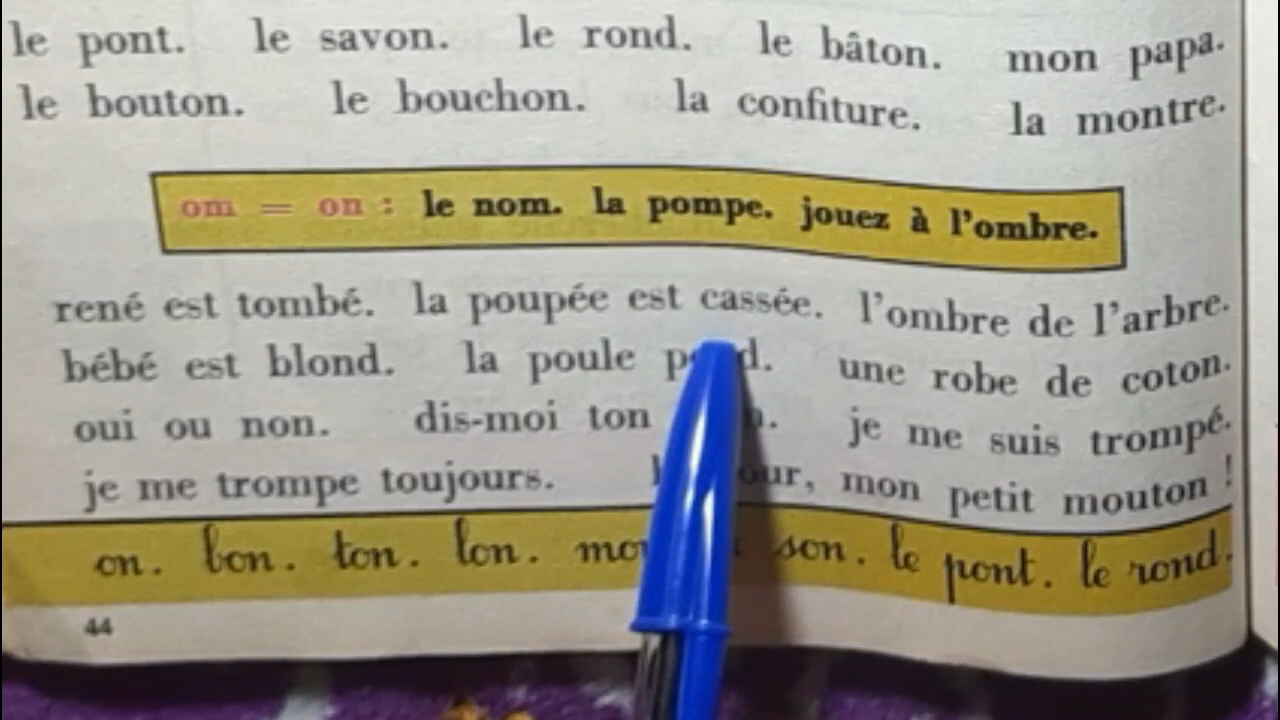 le pont. le savon. le rond. le bâton. mon papa.
le bouton. le bouchon. la confiture. la montre.
om = on : le nom. la pompe. jouez à l'ombre.
rené est tombé. la poupée est cassée. l'ombre de l'arbre.
bébé est blond. la poule une robe de coton.
oui ou non. dis-moi ton je me suis trompé.
je me trompe toujours. mon petit mouton !
on. bon. ton. lon. son. le pont. le rond.
44